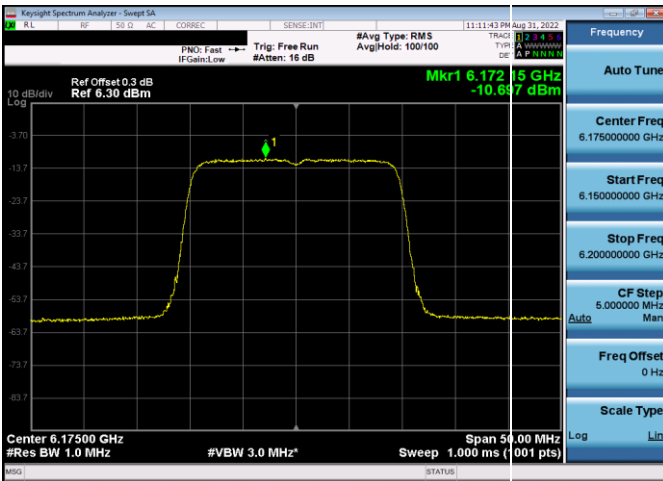 Keysight Spectrum Analyzer - Swept SA
RL RF 50 Ω AC CORREC SENSE:INT 11:11:43 PM Aug 31, 2022
PNO: Fast
IFGain:Low
Trig: Free Run
#Atten: 16 dB
#Avg Type: RMS
Avg|Hold: 100/100
TRACE 1 2 3 4 5 6
TYPE A WWWWW
DET A P N N N N
Mkr1 6.172 15 GHz
-10.697 dBm
Ref Offset 0.3 dB
10 dB/div Ref 6.30 dBm
Log
1
-3.70
-13.7
-23.7
-33.7
-43.7
-53.7
-63.7
-73.7
-83.7
Center 6.17500 GHz Span 50.00 MHz
#Res BW 1.0 MHz #VBW 3.0 MHz* Sweep 1.000 ms (1001 pts)
MSG STATUS
Frequency
Auto Tune
Center Freq
6.175000000 GHz
Start Freq
6.150000000 GHz
Stop Freq
6.200000000 GHz
CF Step
5.000000 MHz
Auto Man
Freq Offset
0 Hz
Scale Type
Log Lin